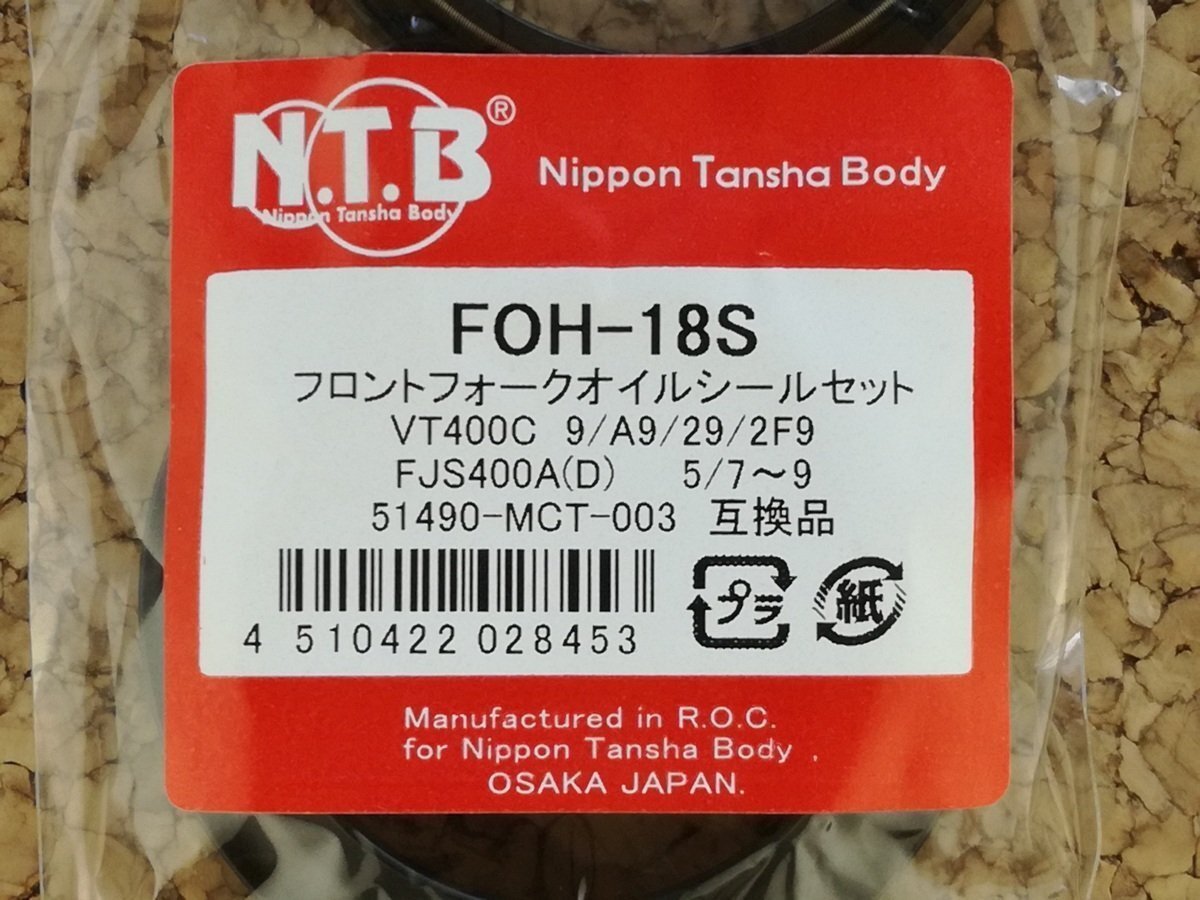 N.T.B®
Nippon Tansha Body
Nippon Tansha Body
FOH-18S
フロントフォークオイルシールセット
VT400C 9/A9/29/2F9
FJS400A(D) 5/7～9
51490-MCT-003 互換品
4 510422 028453
プラ
紙
Manufactured in R.O.C.
for Nippon Tansha Body ,
OSAKA JAPAN.